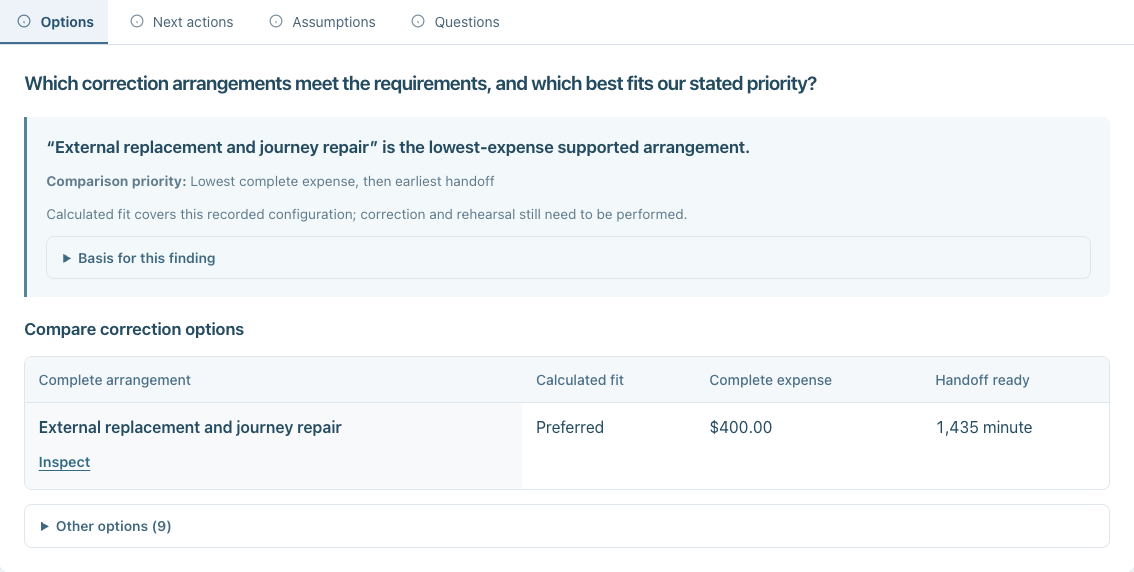 Options
Next actions
Assumptions
Questions
Which correction arrangements meet the requirements, and which best fits our stated priority?
“External replacement and journey repair” is the lowest-expense supported arrangement.
Comparison priority: Lowest complete expense, then earliest handoff
Calculated fit covers this recorded configuration; correction and rehearsal still need to be performed.
Basis for this finding
Compare correction options
Complete arrangement Calculated fit Complete expense Handoff ready
External replacement and journey repair Preferred $400.00 1,435 minute
Inspect
Other options (9)